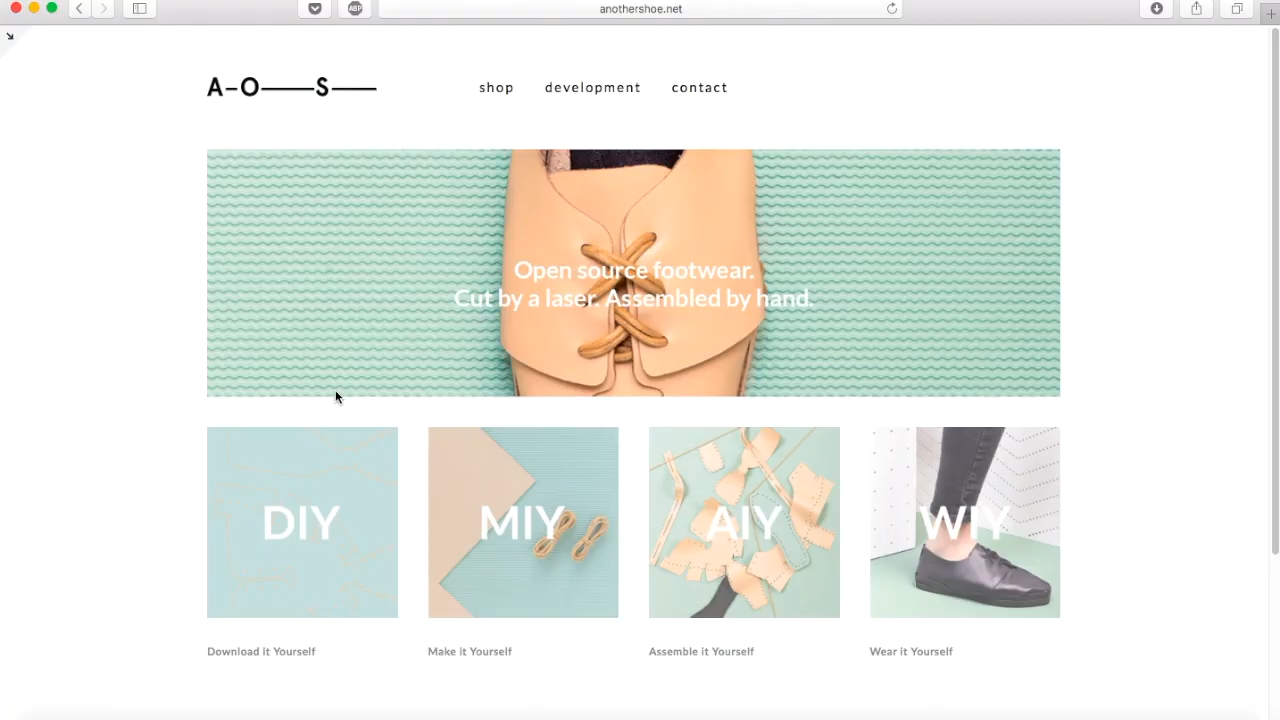 ABP
anothershoe.net
A–O——S——
shop development contact
Open source footwear.
Cut by a laser. Assembled by hand.
DIY MIY AIY WIY
Download it Yourself Make it Yourself Assemble it Yourself Wear it Yourself